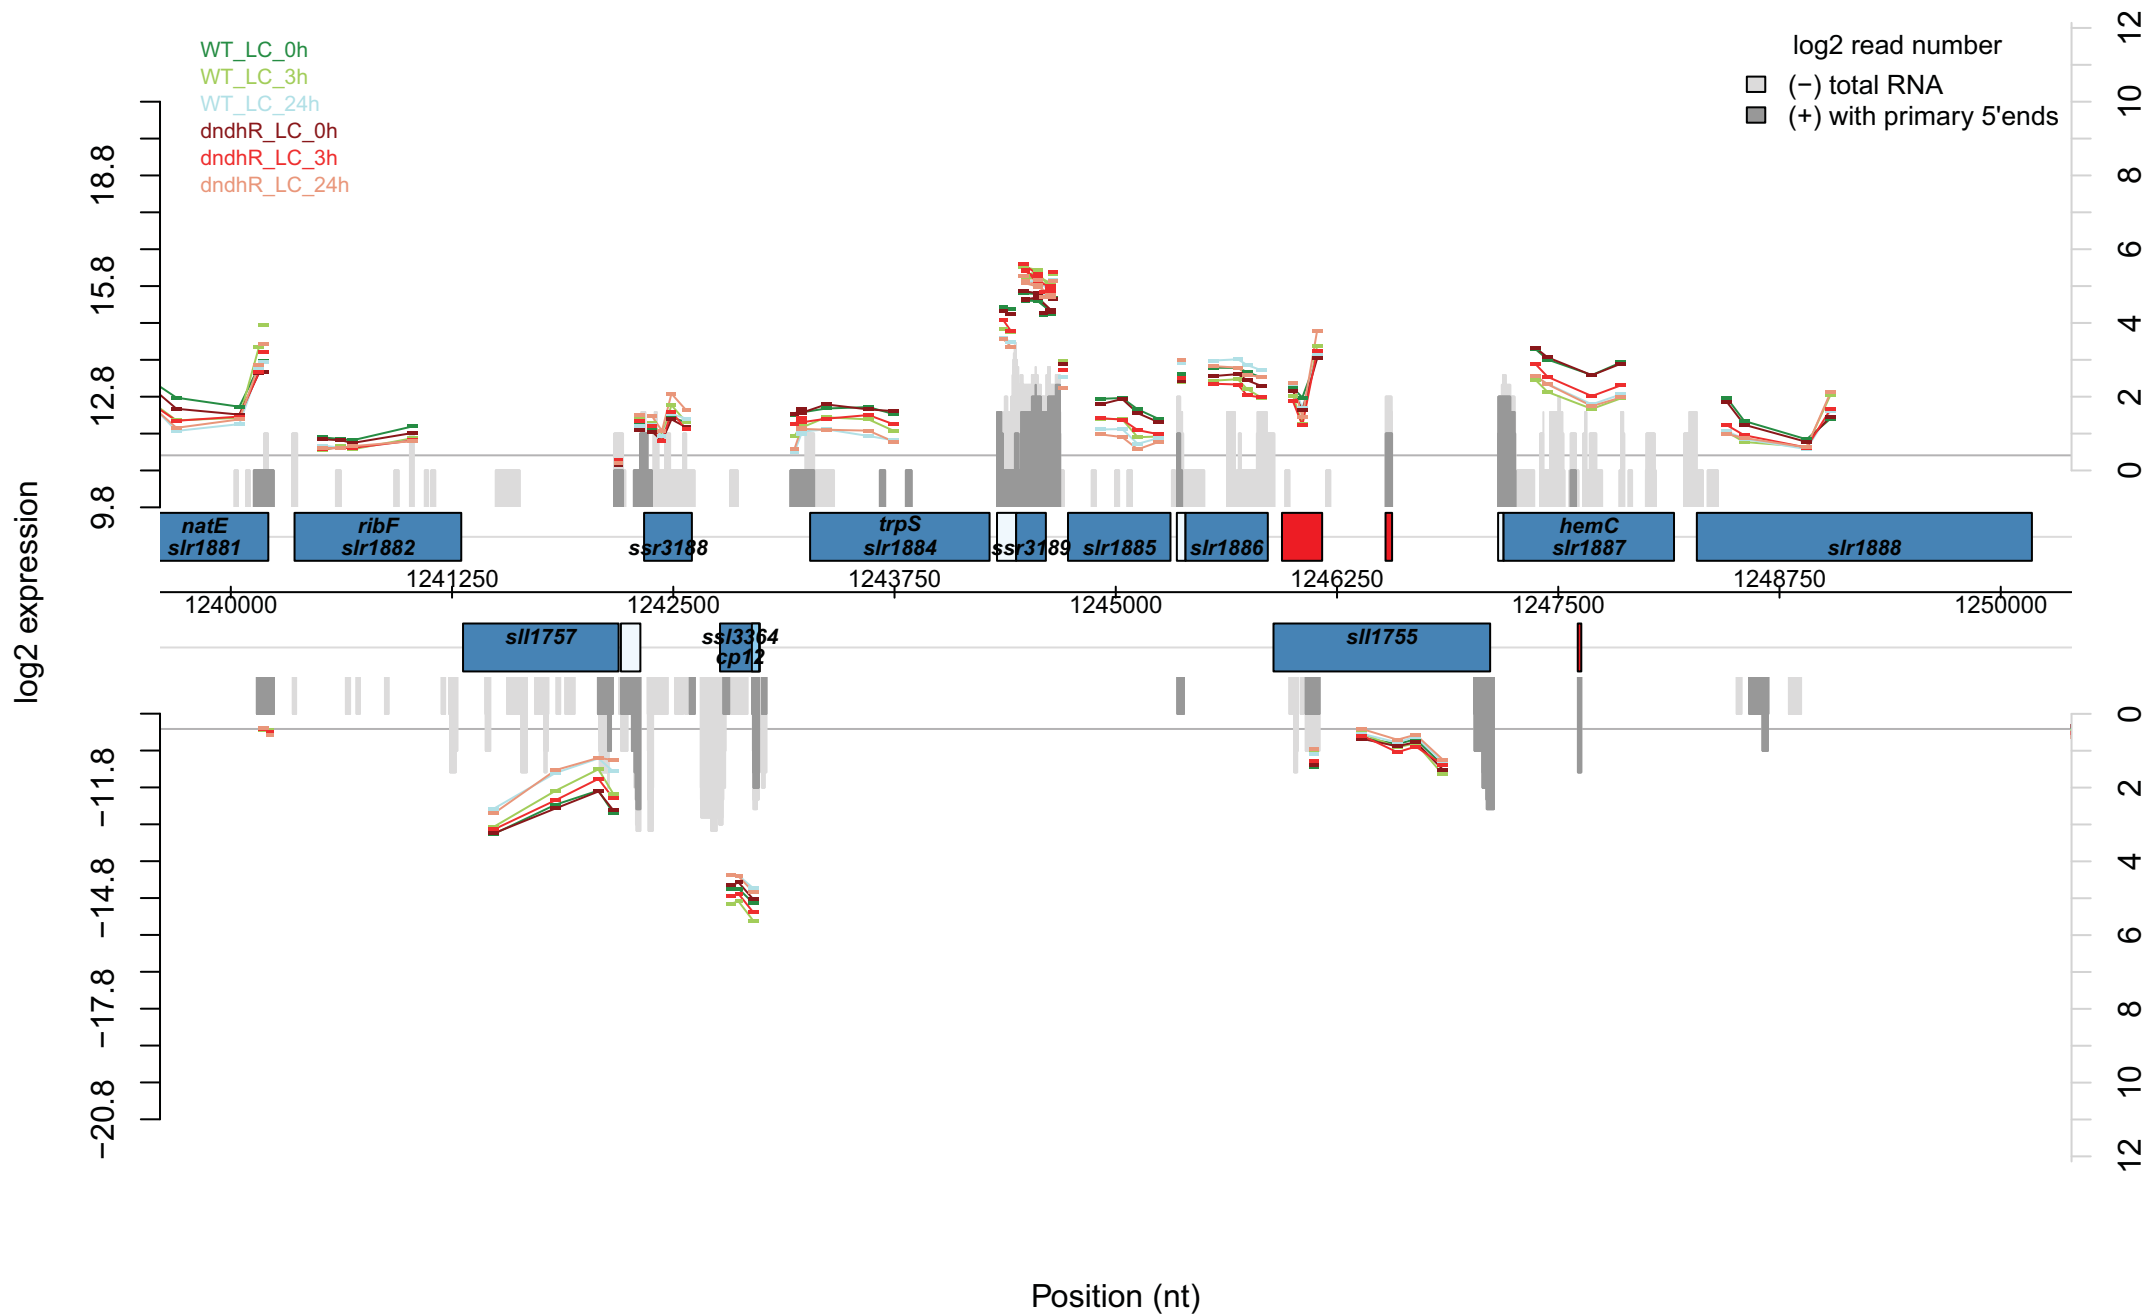 WT_LC_0h
WT_LC_3h
WT_LC_24h
dndhR_LC_0h
dndhR_LC_3h
dndhR_LC_24h
log2 read number
(−) total RNA
(+) with primary 5'ends
log2 expression
18.8
15.8
12.8
9.8
12
10
8
6
4
2
0
natE
slr1881
ribF
slr1882
ssr3188
trpS
slr1884
ssr3189
slr1885
slr1886
hemC
slr1887
slr1888
1241250
1243750
1246250
1248750
1240000
1242500
1245000
1247500
1250000
sll1757
ssl3364
cp12
sll1755
−11.8
−14.8
−17.8
−20.8
0
2
4
6
8
10
12
Position (nt)